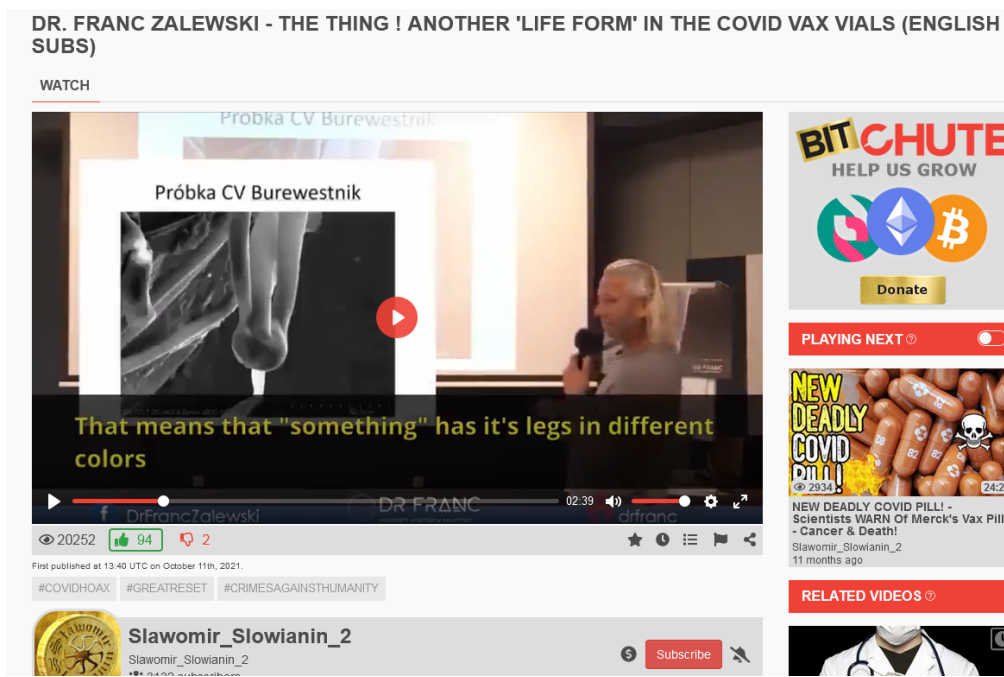 DR. FRANC ZALEWSKI - THE THING ! ANOTHER 'LIFE FORM' IN THE COVID VAX VIALS (ENGLISH
SUBS)
WATCH
Próbka CV Burewestnik
Próbka CV Burewestnik
That means that "something" has it's legs in different
colors
02:39
DR FRANC
DrFrancZalewski
drfranc
20252
94
2
First published at 13:40 UTC on October 11th, 2021.
#COVIDHOAX #GREATRESET #CRIMESAGAINSTHUMANITY
Slawomir_Slowianin_2
Slawomir_Slowianin_2
3132 subscribers
Subscribe
BITCHUTE
HELP US GROW
Donate
PLAYING NEXT
NEW
DEADLY
COVID
PILL!
2934
24:2
NEW DEADLY COVID PILL! -
Scientists WARN Of Merck's Vax Pill
- Cancer & Death!
Slawomir_Slowianin_2
11 months ago
RELATED VIDEOS